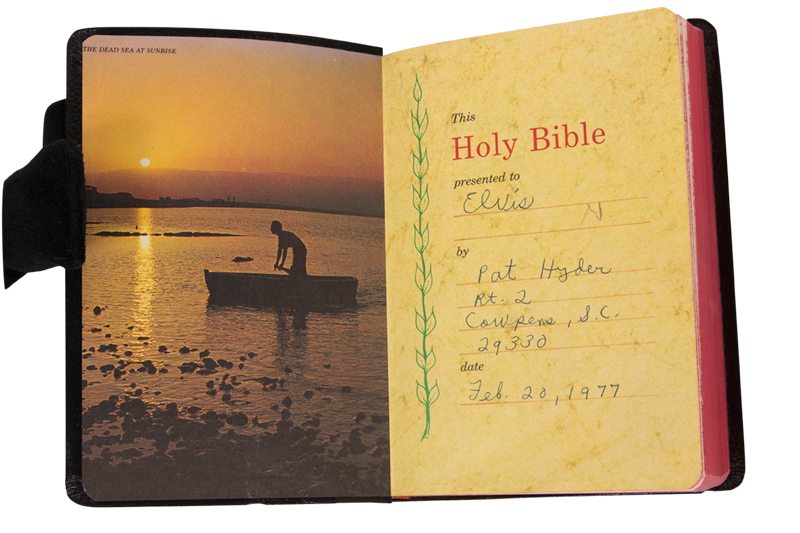 THE DEAD SEA AT SUNRISE
This
Holy Bible
presented to
Elvis
N
by
Pat Hyder
Rt. 2
Cowpens, S.C.
29330
date
Feb. 20, 1977